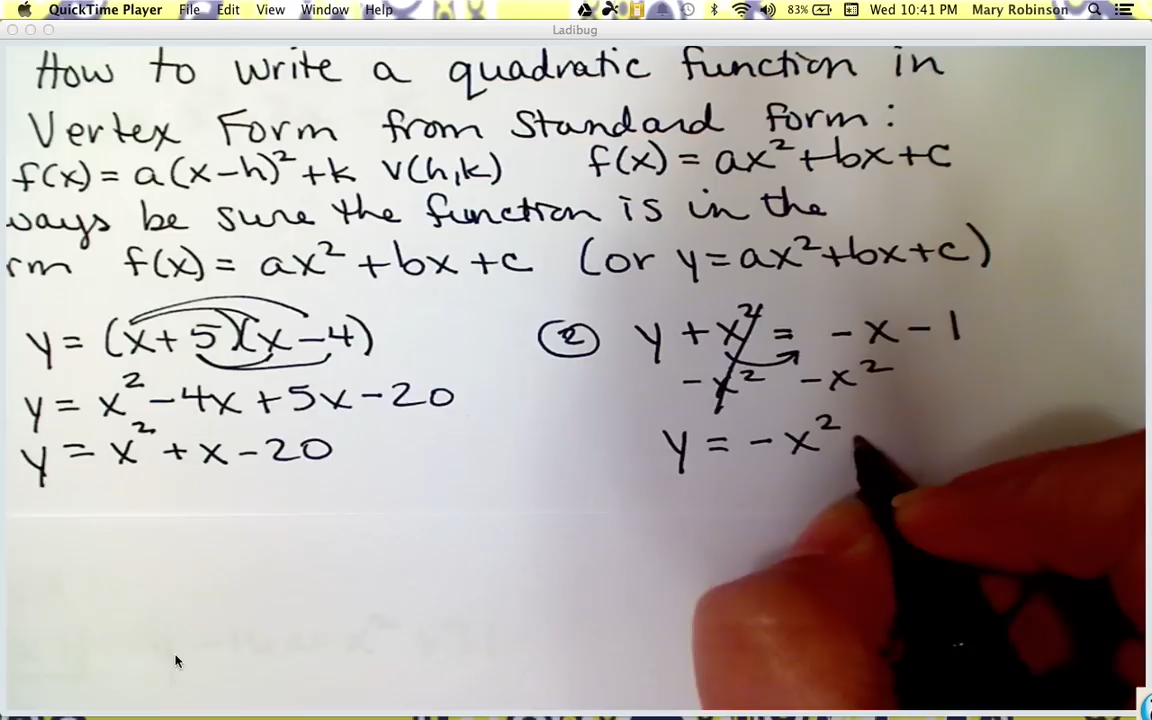 QuickTime Player File Edit View Window Help 83% Wed 10:41 PM Mary Robinson
Ladibug
How to write a quadratic function in
Vertex Form from Standard form:
f(x) = a(x-h)²+k V(h,k) f(x) = ax²+bx+c
ways be sure the function is in the
rm f(x) = ax²+bx+c (or y=ax²+bx+c)
y = (x+5)(x-4)
y = x²-4x+5x-20
y = x²+x-20
② y+x² = -x-1
-x² -x²
y = -x²